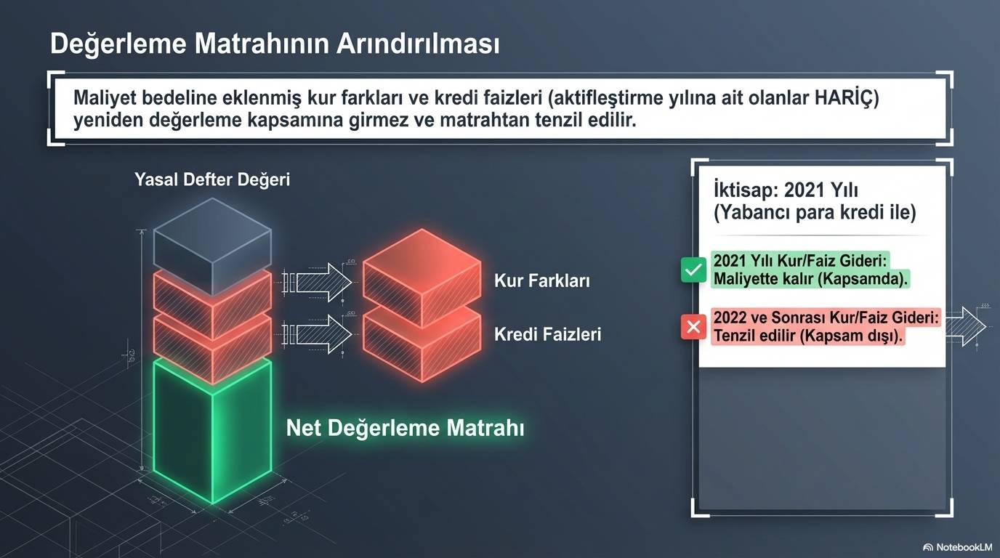 Değerleme Matrahının Arındırılması
Maliyet bedeline eklenmiş kur farkları ve kredi faizleri (aktifleştirme yılına ait olanlar HARİÇ)
yeniden değerleme kapsamına girmez ve matrahtan tenzil edilir.
Yasal Defter Değeri
Kur Farkları
Kredi Faizleri
Net Değerleme Matrahı
İktisap: 2021 Yılı
(Yabancı para kredi ile)
2021 Yılı Kur/Faiz Gideri:
Maliyette kalır (Kapsamda).
2022 ve Sonrası Kur/Faiz Gideri:
Tenzil edilir (Kapsam dışı).
NotebookLM